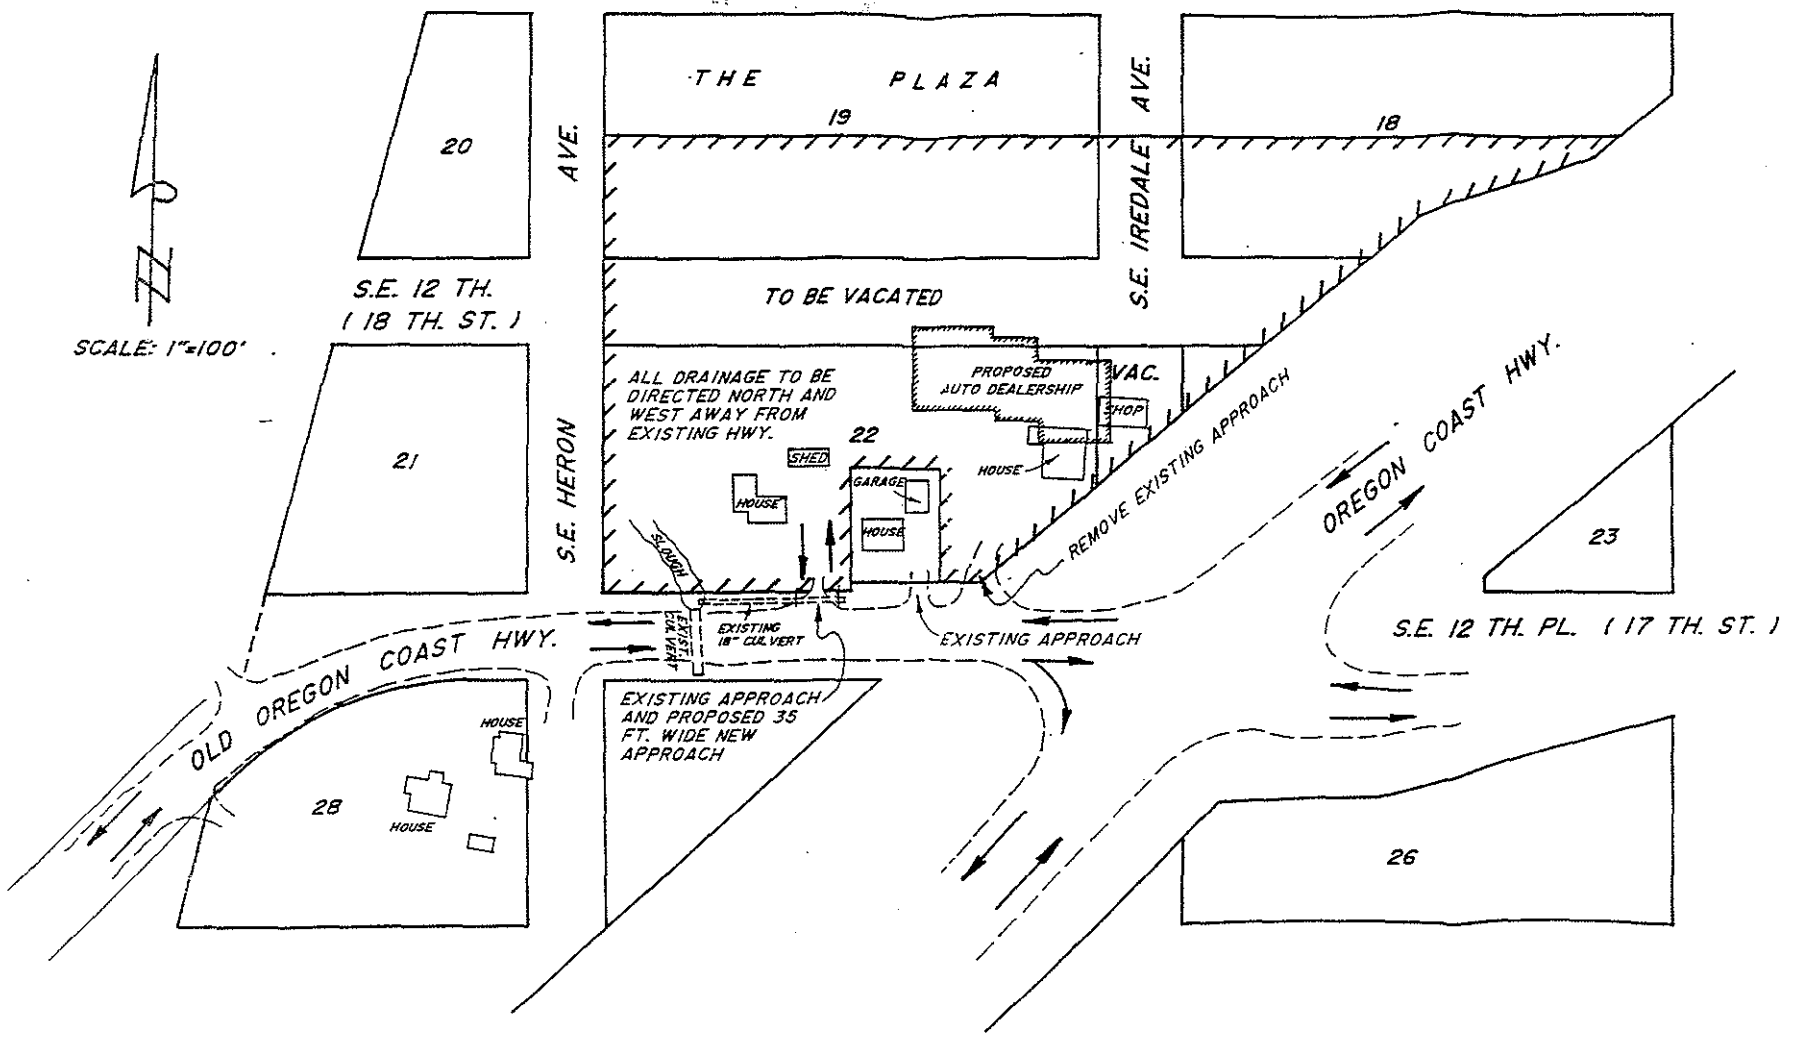 THE PLAZA
19
18
20
AVE.
S.E. IREDALE AVE.
S.E. 12 TH.
( 18 TH. ST. )
TO BE VACATED
N
SCALE: 1"=100'
ALL DRAINAGE TO BE
DIRECTED NORTH AND
WEST AWAY FROM
EXISTING HWY.
PROPOSED
AUTO DEALERSHIP
VAC.
SHOP
22
21
S.E. HERON
SHED
HOUSE
GARAGE
HOUSE
HOUSE
SLOUGH
REMOVE EXISTING APPROACH
OREGON COAST HWY.
23
OLD OREGON COAST HWY.
EXIST.
CULVERT
EXISTING
18" CULVERT
EXISTING APPROACH
S.E. 12 TH. PL. ( 17 TH. ST. )
EXISTING APPROACH
AND PROPOSED 35
FT. WIDE NEW
APPROACH
HOUSE
28
HOUSE
26